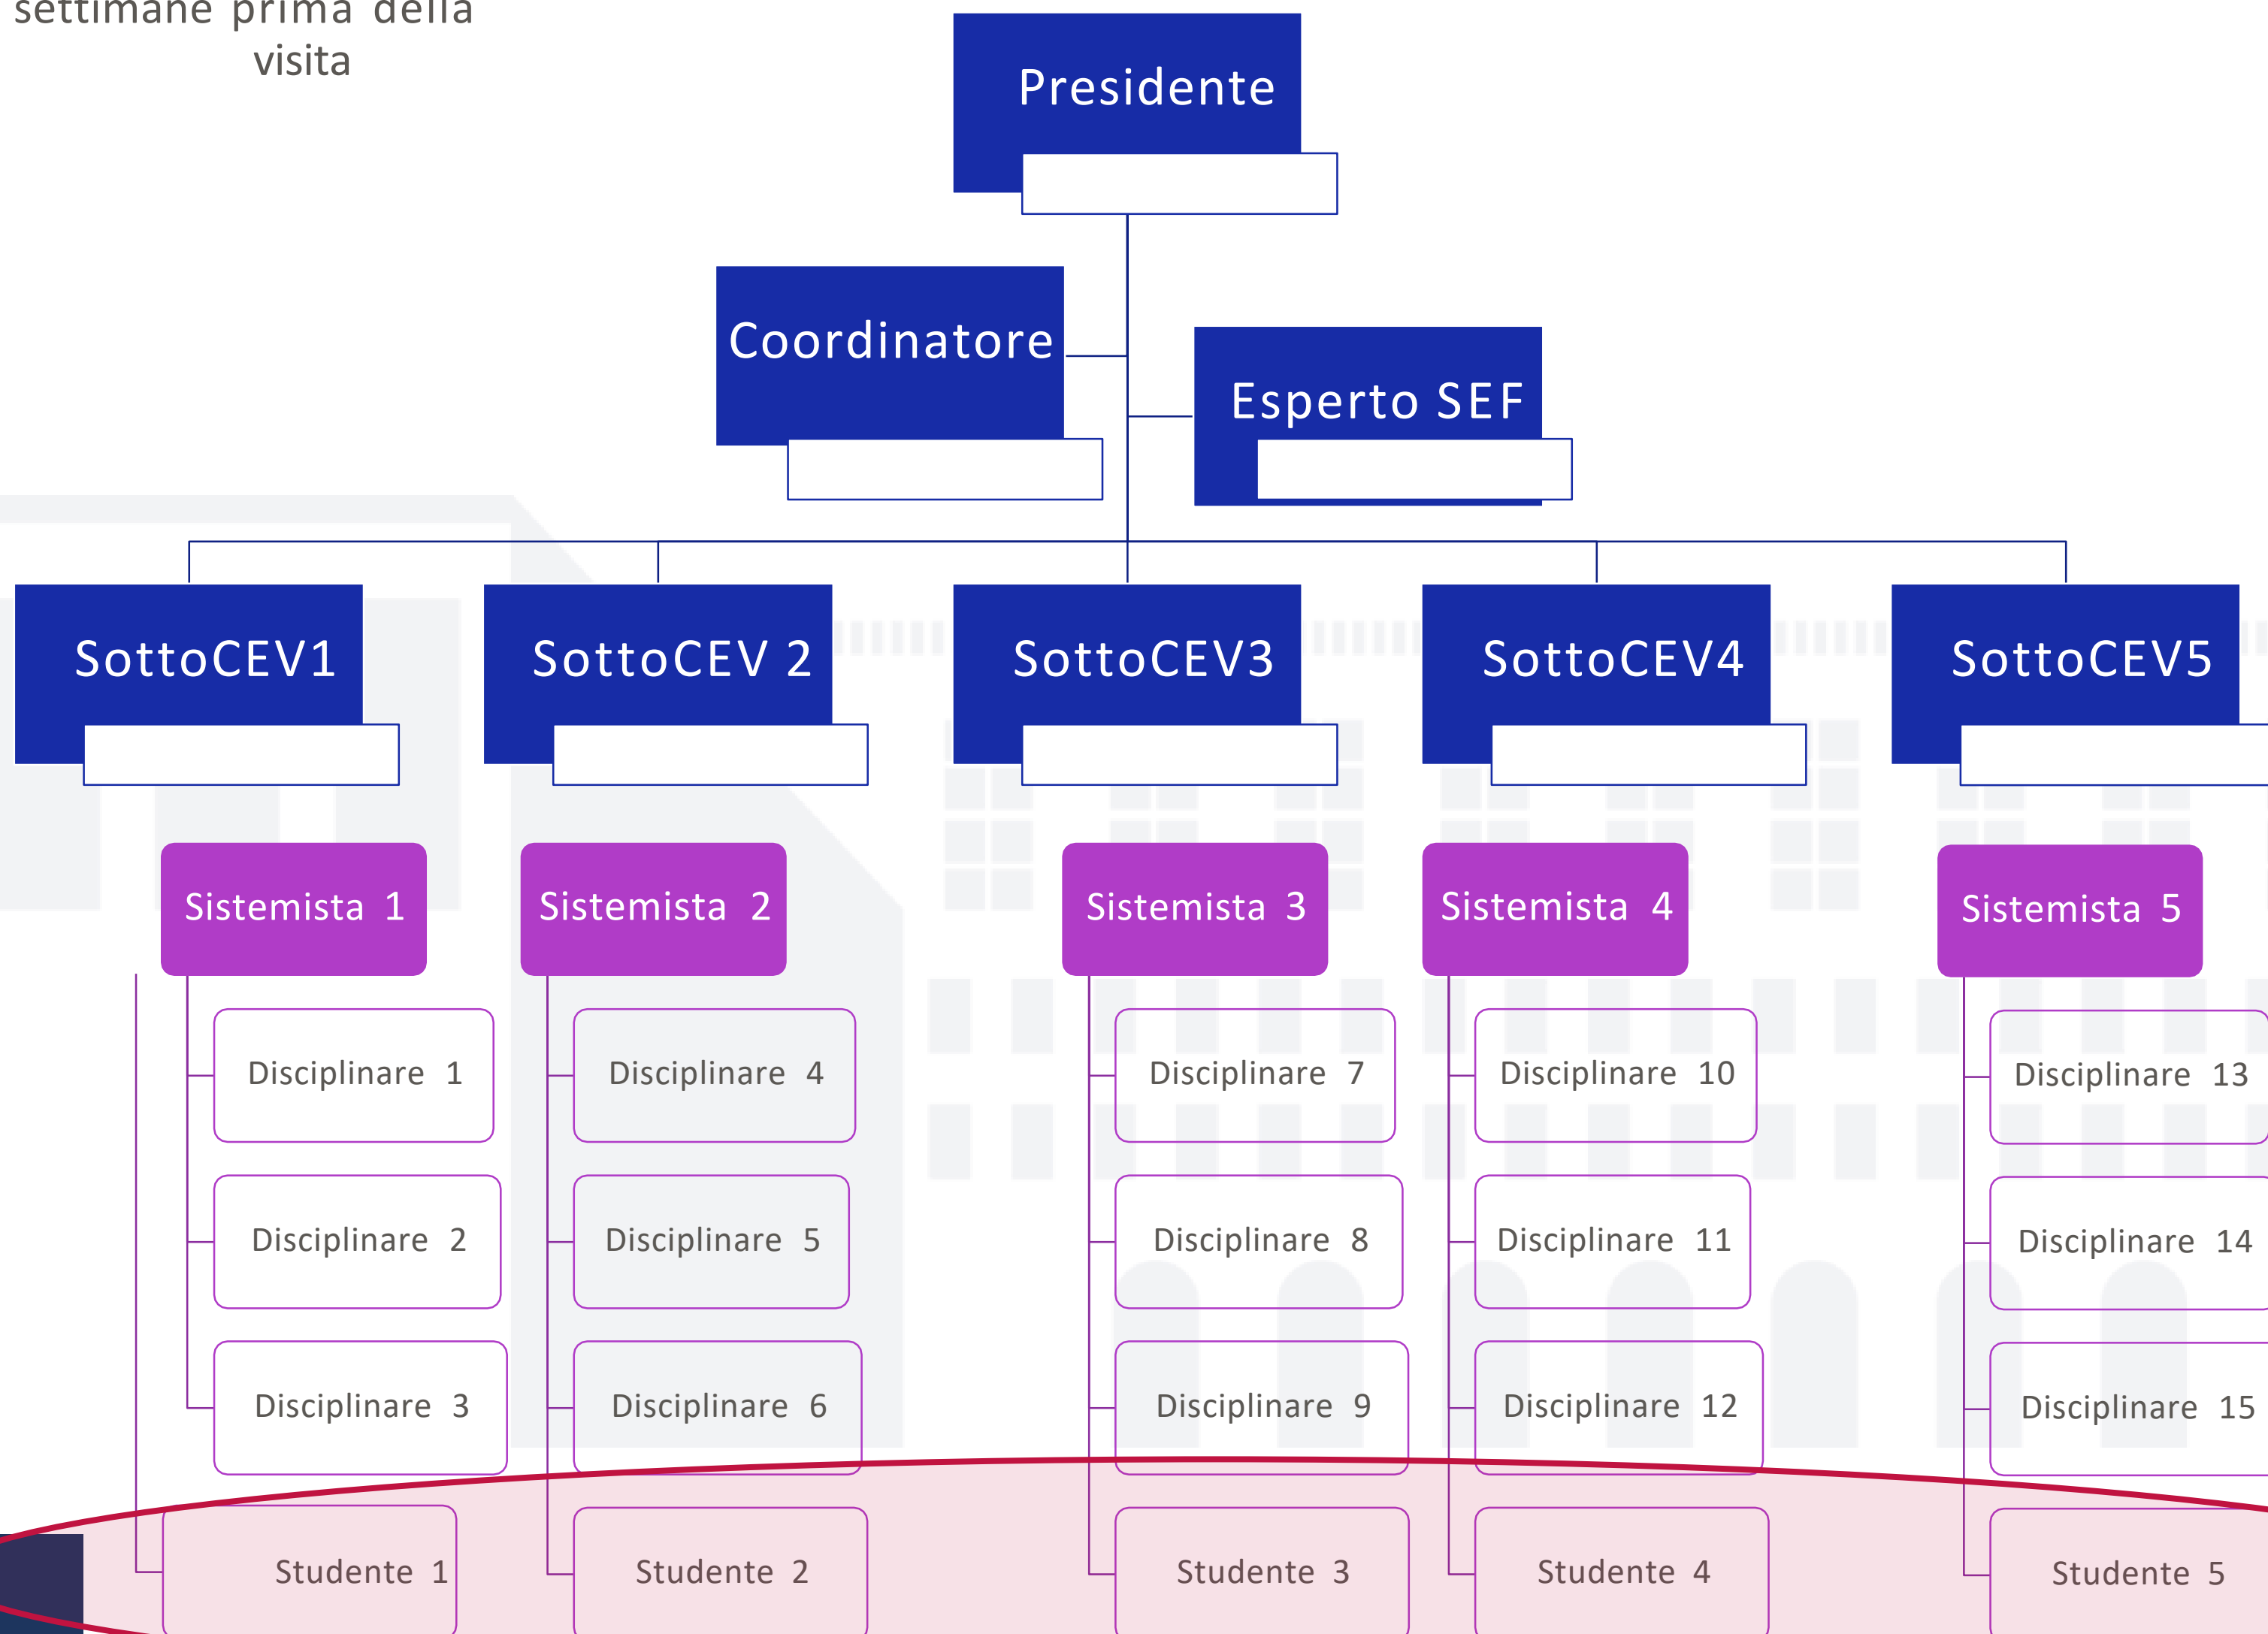 settimane prima della
visita
Presidente
Coordinatore
Esperto SEF
SottoCEV1
SottoCEV 2
SottoCEV3
SottoCEV4
SottoCEV5
Sistemista 1
Sistemista 2
Sistemista 3
Sistemista 4
Sistemista 5
Disciplinare 1
Disciplinare 4
Disciplinare 7
Disciplinare 10
Disciplinare 13
Disciplinare 2
Disciplinare 5
Disciplinare 8
Disciplinare 11
Disciplinare 14
Disciplinare 3
Disciplinare 6
Disciplinare 9
Disciplinare 12
Disciplinare 15
Studente 1
Studente 2
Studente 3
Studente 4
Studente 5